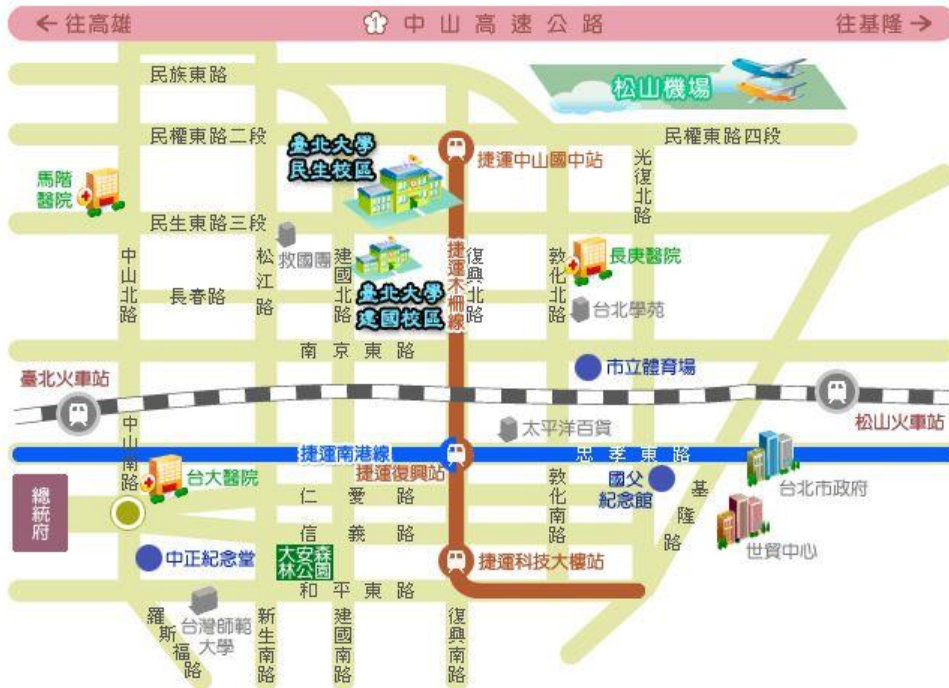 ←往高雄
1 中山高速公路
往基隆→
民族東路
松山機場
民權東路二段
民權東路四段
臺北大學
民生校區
捷運中山國中站
光復北路
馬階
醫院
民生東路三段
救國團
中山北路
松江路
建國北路
捷運木柵線
復興北路
敦化北路
長庚醫院
長春路
臺北大學
建國校區
台北學苑
南京東路
市立體育場
臺北火車站
松山火車站
太平洋百貨
中山南路
捷運南港線
忠孝東路
捷運復興站
台大醫院
敦化南路
國父
紀念館
基隆路
台北市政府
總統府
仁愛路
信義路
世貿中心
中正紀念堂
大安森
林公園
捷運科技大樓站
和平東路
台灣師範
大學
羅斯福路
新生南路
建國南路
復興南路